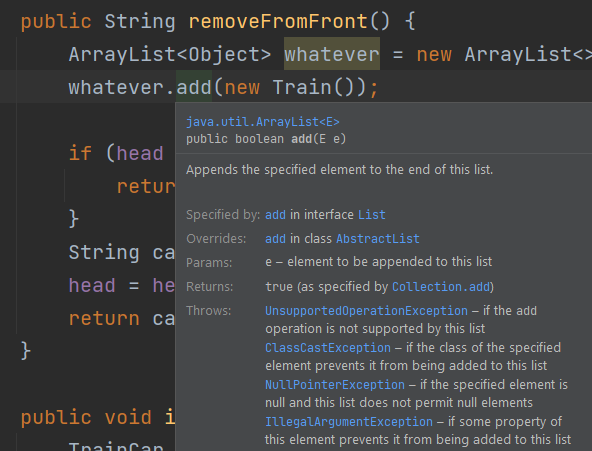 public String removeFromFront() {
ArrayList<Object> whatever = new ArrayList<>
whatever.add(new Train());
java.util.ArrayList<E>
public boolean add(E e)
if (head
Appends the specified element to the end of this list.
retur
}
Specified by: add in interface List
Overrides: add in class AbstractList
String ca
Params: e – element to be appended to this list
head = he
Returns: true (as specified by Collection.add)
return ca
Throws: UnsupportedOperationException – if the add
operation is not supported by this list
}
ClassCastException – if the class of the specified
element prevents it from being added to this list
NullPointerException – if the specified element is
null and this list does not permit null elements
public void i
IllegalArgumentException – if some property of
this element prevents it from being added to this list
TrainCar